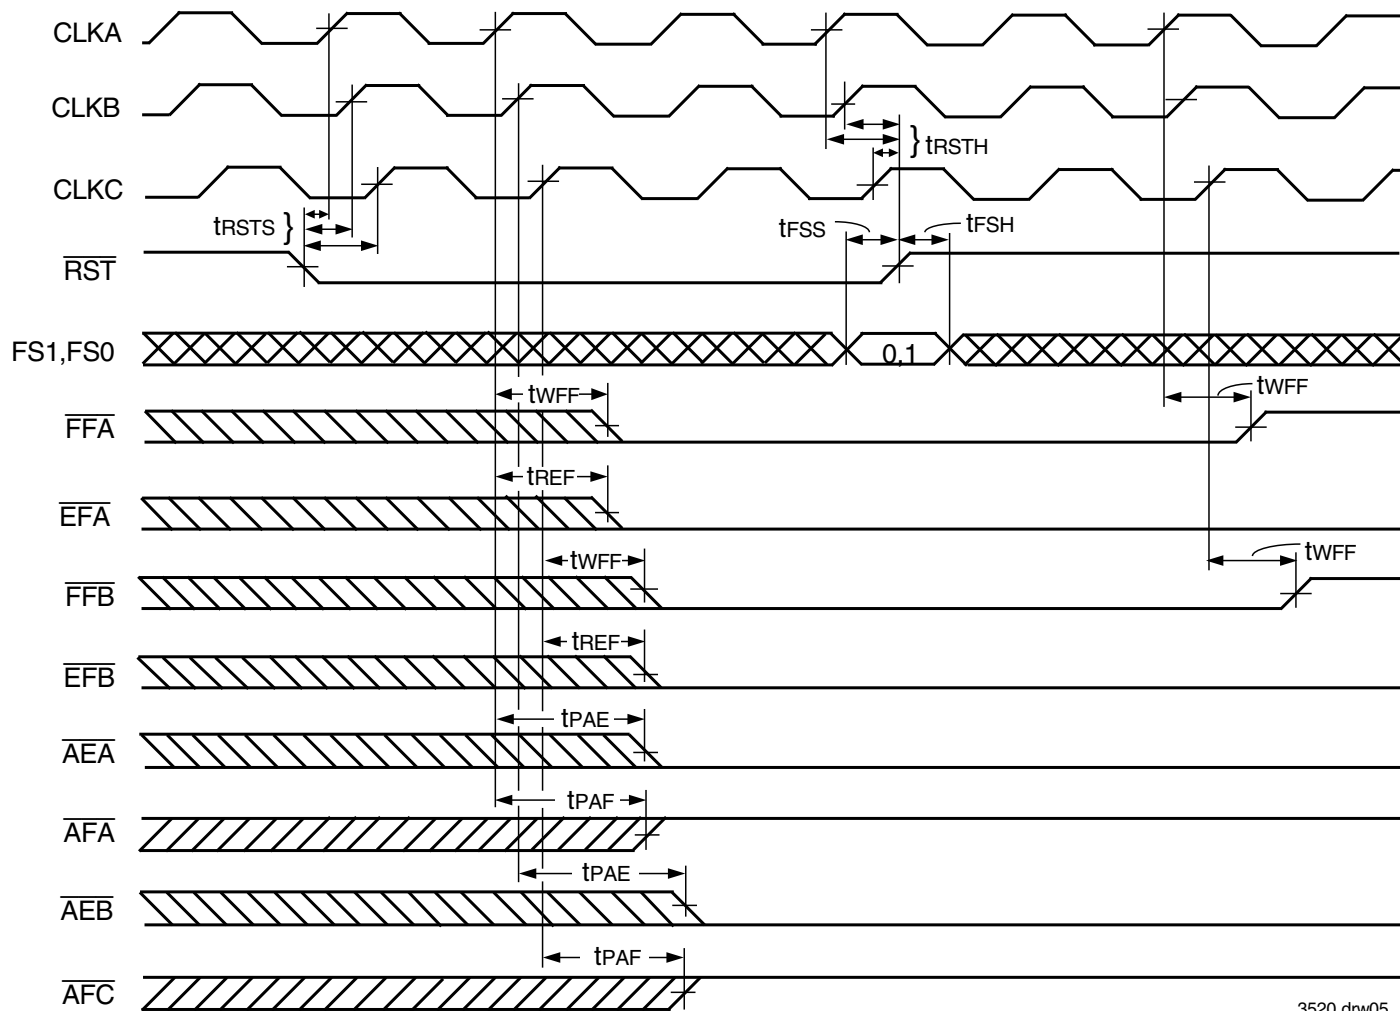 CLKA
CLKB
} tRSTH
CLKC
tRSTS }
tFSS
tFSH
RST
FS1,FS0
0,1
tWFF
tWFF
FFA
tREF
EFA
tWFF
tWFF
FFB
tREF
EFB
tPAE
AEA
tPAF
AFA
tPAE
AEB
tPAF
AFC
3520 drw05